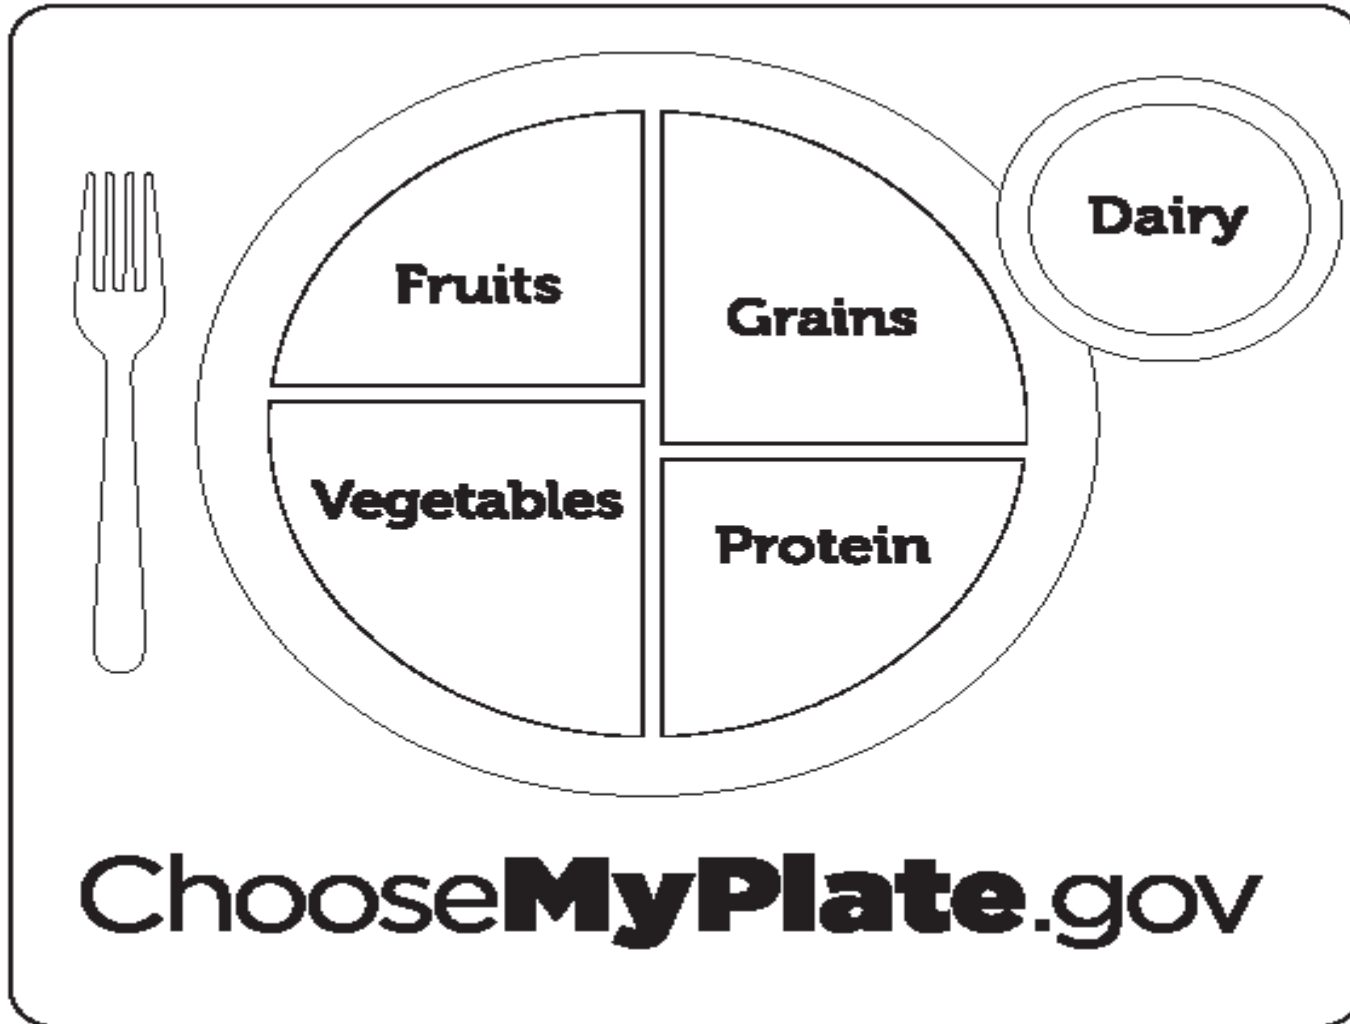 Dairy
Fruits
Grains
Vegetables
Protein
ChooseMyPlate.gov